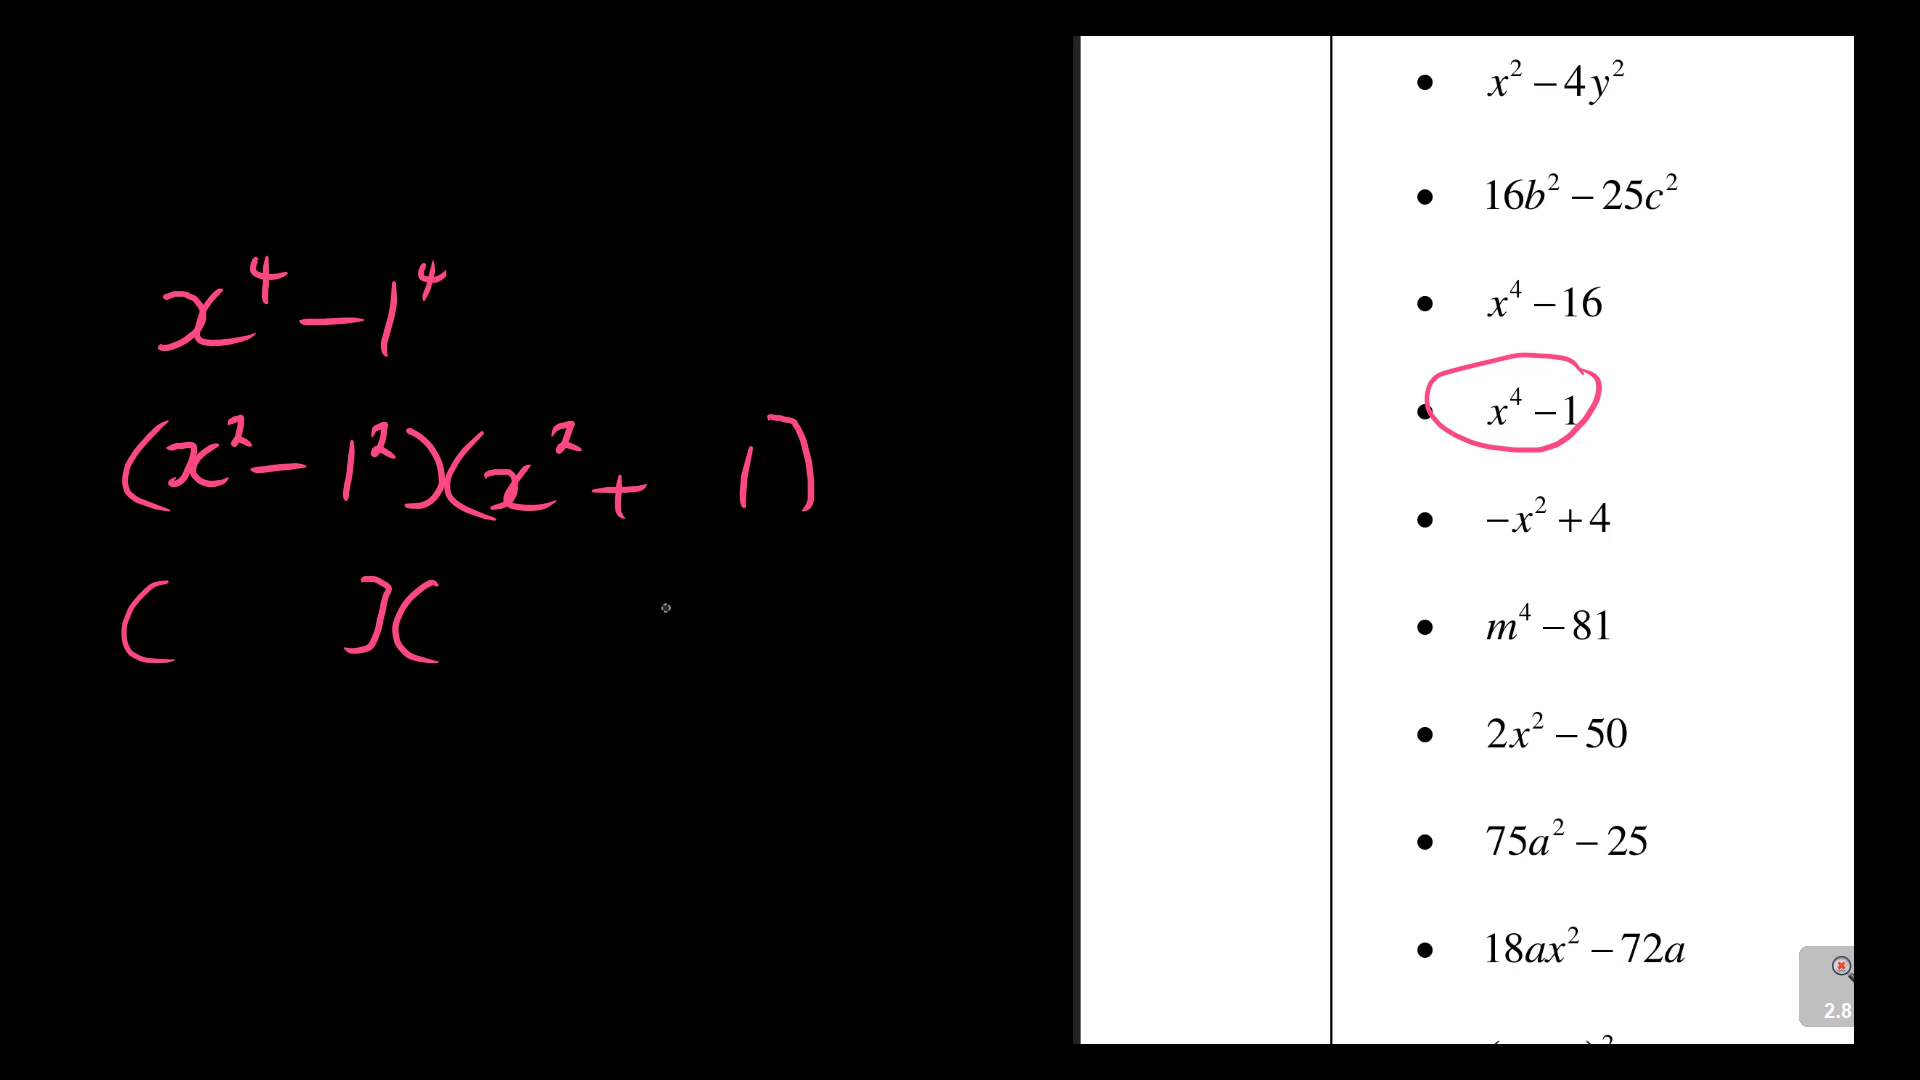 x⁴ − 1⁴
(x² − 1²)(x² + 1)
( )(
• x² − 4y²
• 16b² − 25c²
• x⁴ − 16
• x⁴ − 1
• −x² + 4
• m⁴ − 81
• 2x² − 50
• 75a² − 25
• 18ax² − 72a
2.8